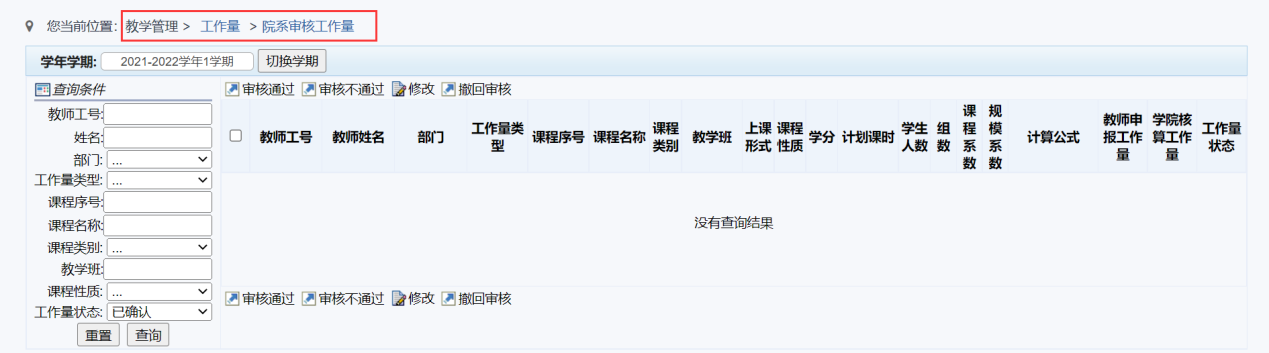 您当前位置: 教学管理 > 工作量 > 院系审核工作量
学年学期: 2021-2022学年1学期 切换学期
查询条件
教师工号:
姓名:
部门: ...
工作量类型: ...
课程序号:
课程名称:
课程类别: ...
教学班:
课程性质: ...
工作量状态: 已确认
重置 查询
审核通过 审核不通过 修改 撤回审核
教师工号 教师姓名 部门 工作量类型 课程序号 课程名称 课程类别 教学班 上课形式 课程性质 学分 计划课时 学生人数 组数 课程系数 规模系数 计算公式 教师申报工作量 学院核算工作量 工作量状态
没有查询结果
审核通过 审核不通过 修改 撤回审核